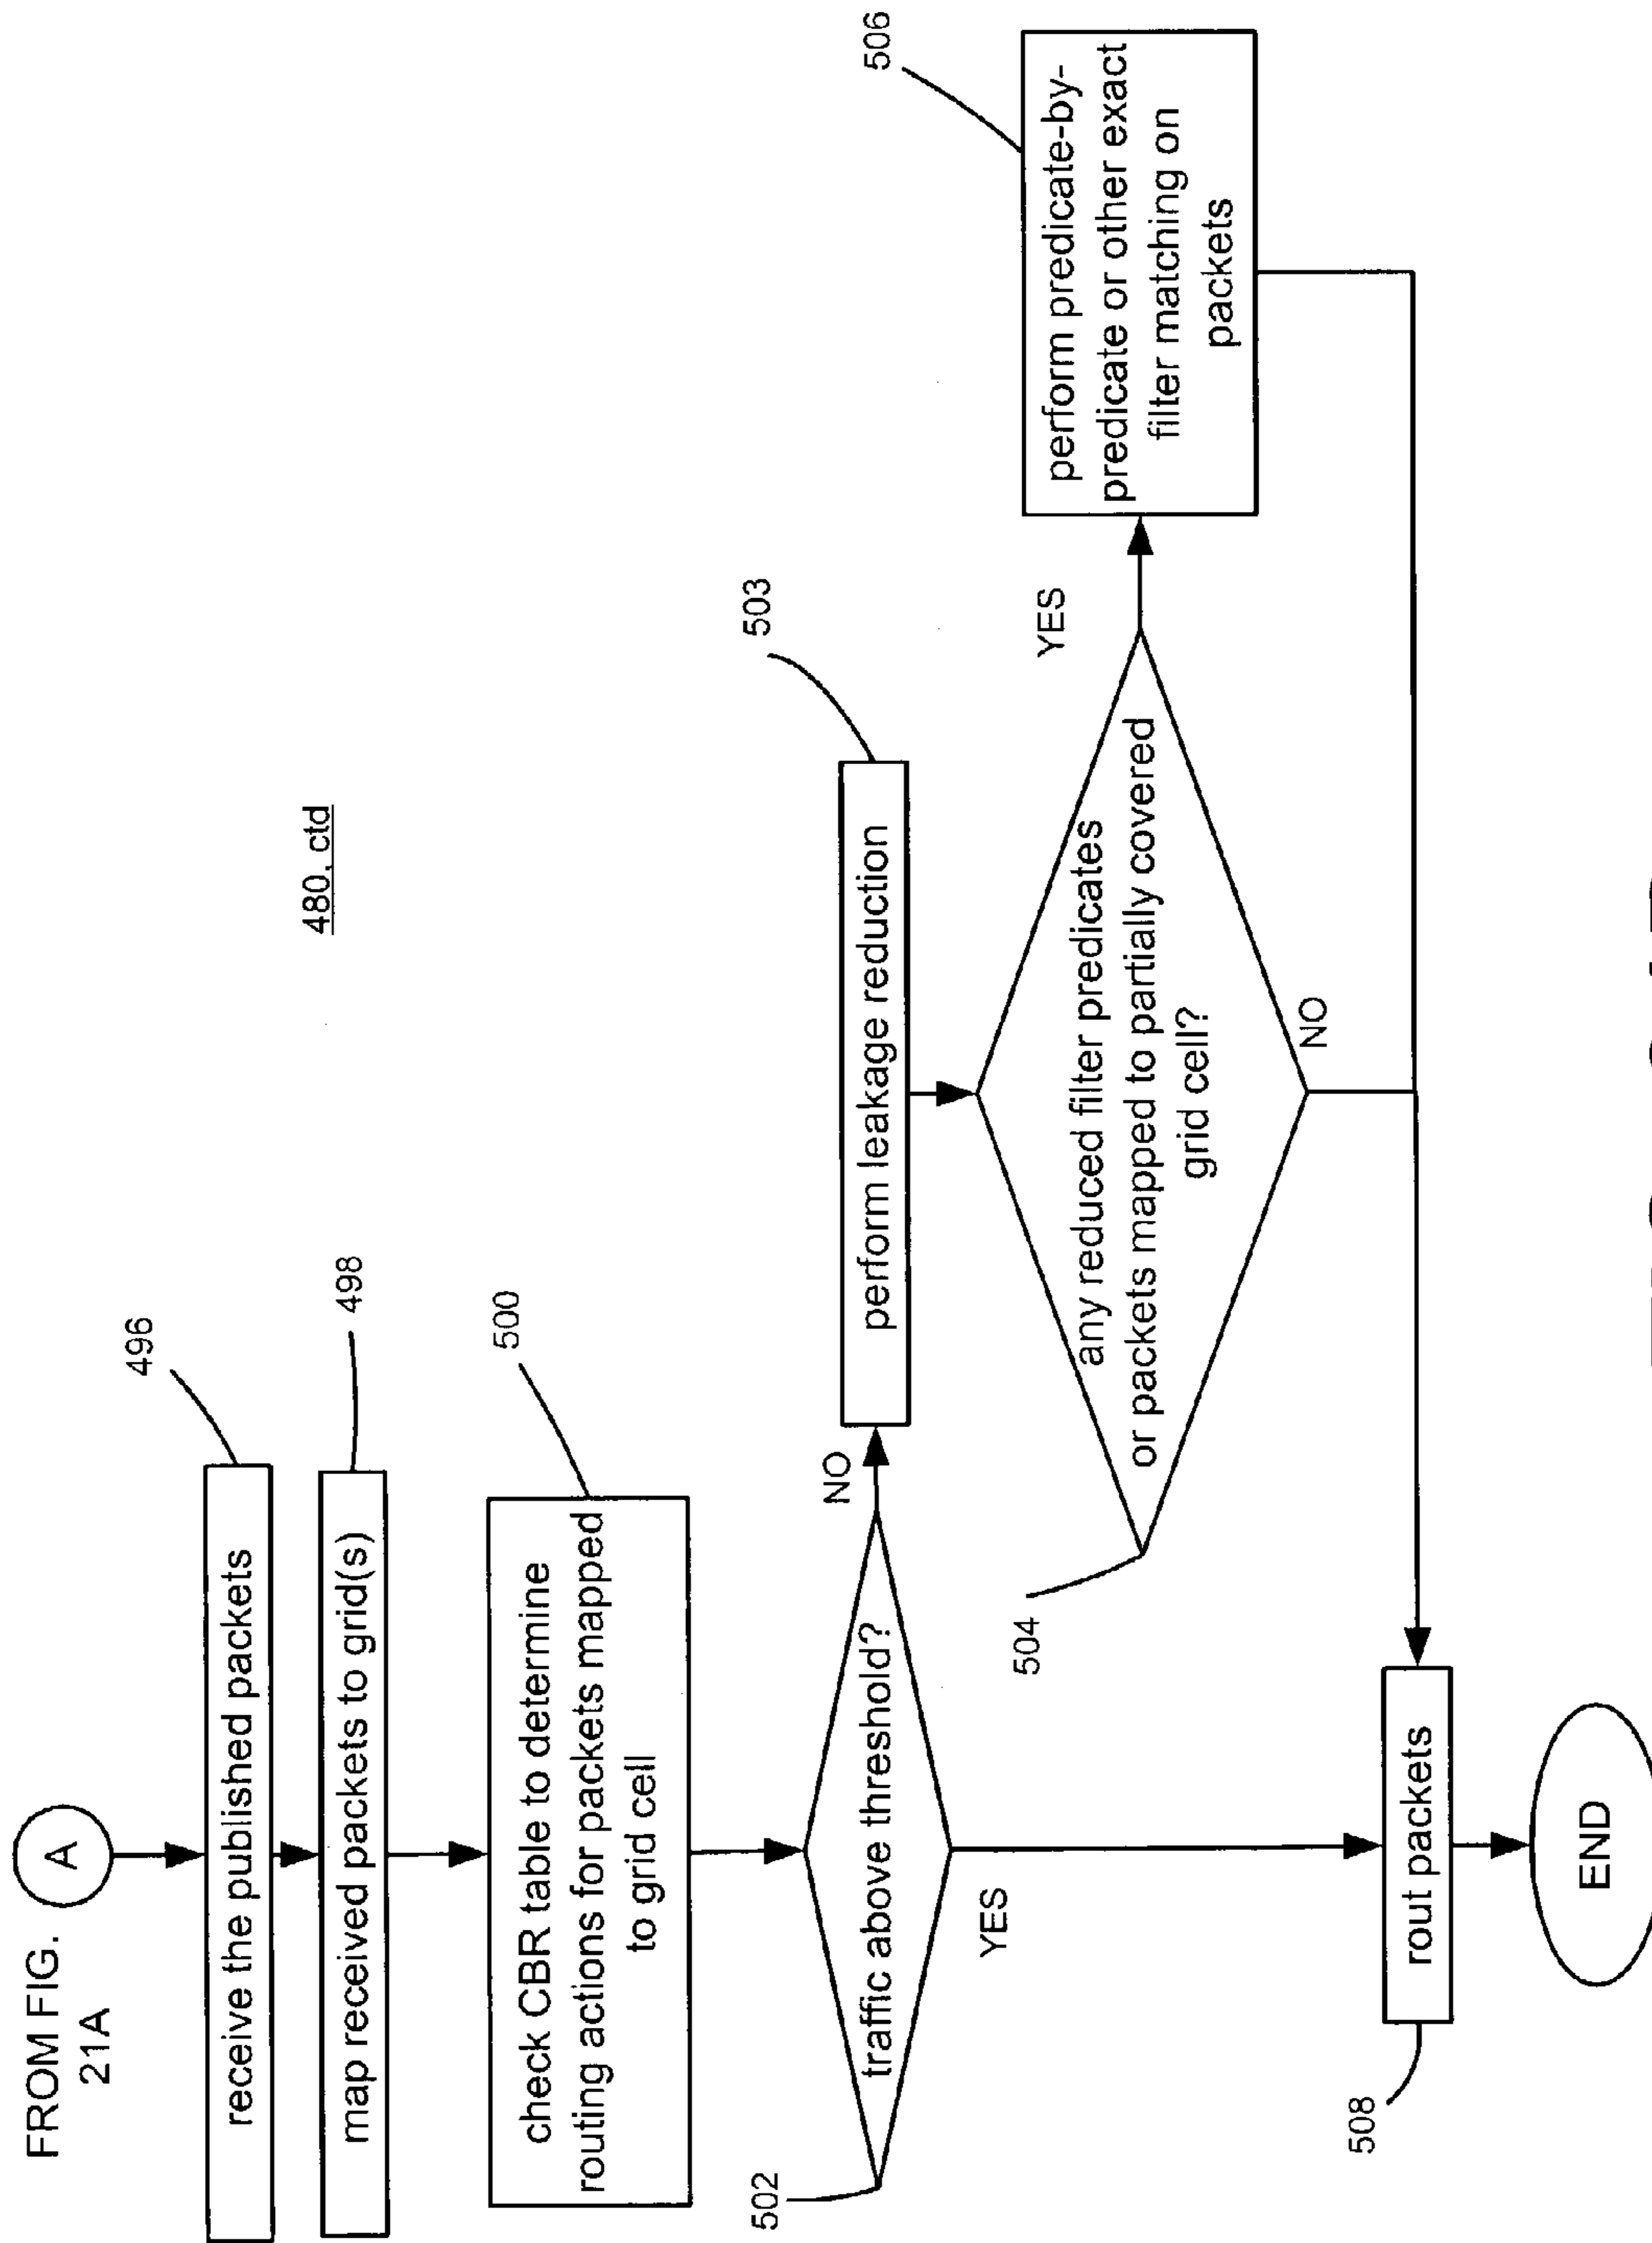 FROM FIG.
21A
A
480, ctd
receive the published packets
496
map received packets to grid(s)
498
check CBR table to determine
routing actions for packets mapped
to grid cell
500
traffic above threshold?
502
NO
YES
perform leakage reduction
503
any reduced filter predicates
or packets mapped to partially covered
grid cell?
504
YES
NO
perform predicate-by-
predicate or other exact
filter matching on
packets
506
rout packets
508
END